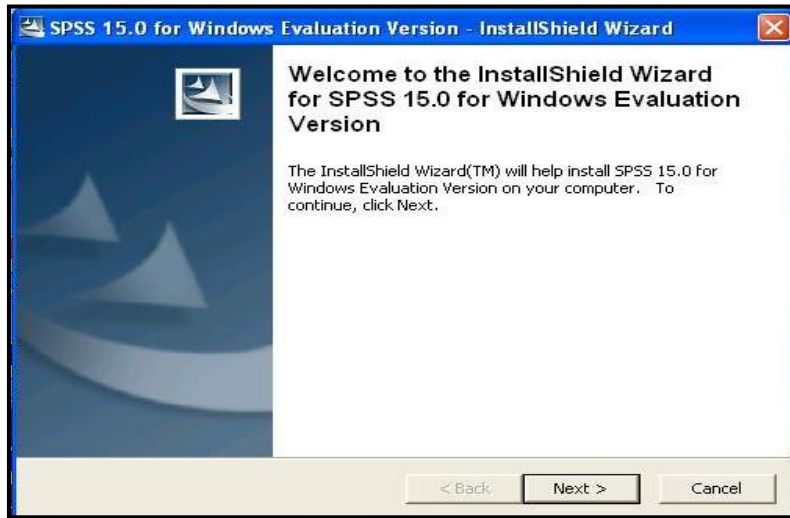 SPSS 15.0 for Windows Evaluation Version - InstallShield Wizard
Welcome to the InstallShield Wizard
for SPSS 15.0 for Windows Evaluation
Version
The InstallShield Wizard(TM) will help install SPSS 15.0 for
Windows Evaluation Version on your computer.   To
continue, click Next.
< Back
Next >
Cancel